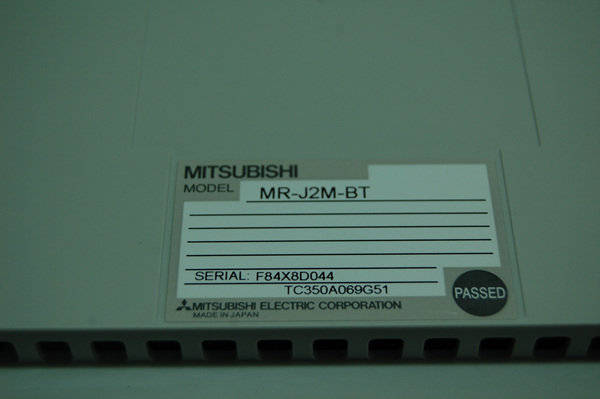 MITSUBISHI
MODEL MR-J2M-BT
SERIAL: F84X8D044
TC350A069G51
MITSUBISHI ELECTRIC CORPORATION
MADE IN JAPAN
PASSED